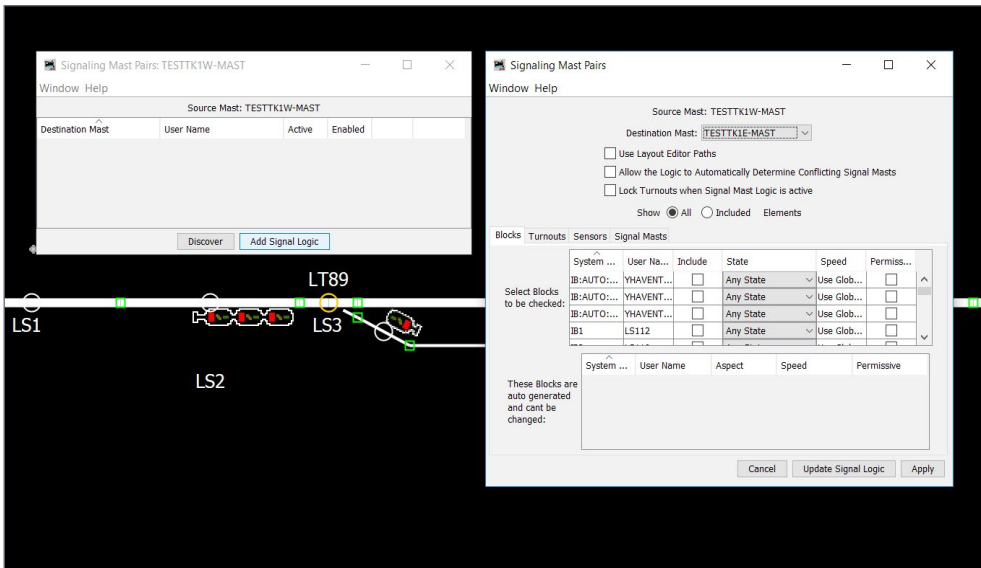 Signaling Mast Pairs: TESTTK1W-MAST
Window Help
Source Mast: TESTTK1W-MAST
Destination Mast User Name Active Enabled
Discover Add Signal Logic
LT89
LS1
LS3
LS2
Signaling Mast Pairs
Window Help
Source Mast: TESTTK1W-MAST
Destination Mast: TESTTK1E-MAST
Use Layout Editor Paths
Allow the Logic to Automatically Determine Conflicting Signal Masts
Lock Turnouts when Signal Mast Logic is active
Show All Included Elements
Blocks Turnouts Sensors Signal Masts
Select Blocks
to be checked:
System ... User Na... Include State Speed Permiss...
IB:AUTO:... YHAVENT... Any State Use Glob...
IB:AUTO:... YHAVENT... Any State Use Glob...
IB:AUTO:... YHAVENT... Any State Use Glob...
IB1 LS112 Any State Use Glob...
These Blocks are
auto generated
and cant be
changed:
System ... User Name Aspect Speed Permissive
Cancel Update Signal Logic Apply